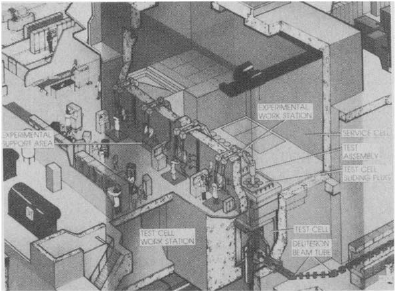 EXPERIMENTAL
WORK STATION
EXPERIMENTAL
SUPPORT AREA
SERVICE CELL
TEST
ASSEMBLY
TEST CELL
SLIDING PLUG
TEST CELL
WORK STATION
TEST CELL
DEUTERON
BEAM TUBE